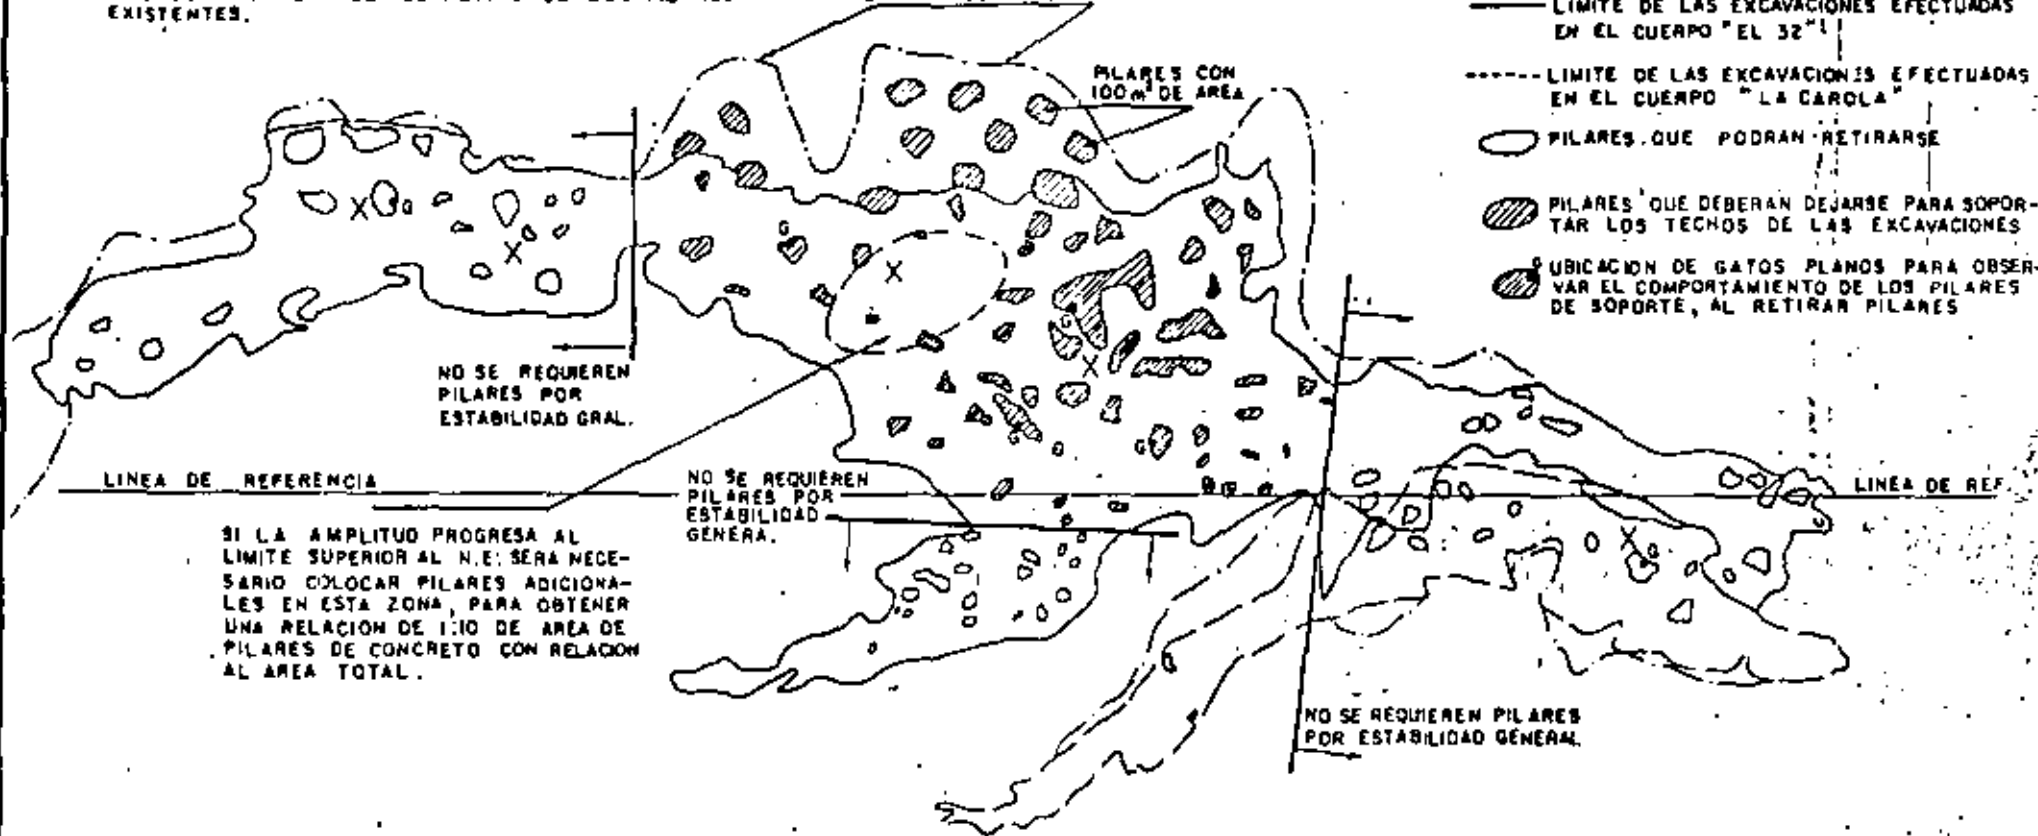 EXISTENTES.
LIMITE DE LAS EXCAVACIONES EFECTUADAS
EN EL CUERPO "EL 32"
LIMITE DE LAS EXCAVACIONES EFECTUADAS
EN EL CUERPO "LA CAROLA"
PILARES QUE PODRAN RETIRARSE
PILARES QUE DEBERAN DEJARSE PARA SOPOR-
TAR LOS TECHOS DE LAS EXCAVACIONES
UBICACION DE GATOS PLANOS PARA OBSER-
VAR EL COMPORTAMIENTO DE LOS PILARES
DE SOPORTE, AL RETIRAR PILARES
PILARES CON
100 m² DE AREA
NO SE REQUIEREN
PILARES POR
ESTABILIDAD GRAL.
LINEA DE REFERENCIA
NO SE REQUIEREN
PILARES POR
ESTABILIDAD
GENERA.
LINEA DE REF.
SI LA AMPLITUD PROGRESA AL
LIMITE SUPERIOR AL N.E; SERA NECE-
SARIO COLOCAR PILARES ADICIONA-
LES EN ESTA ZONA, PARA OBTENER
UNA RELACION DE 1:10 DE AREA DE
PILARES DE CONCRETO CON RELACION
AL AREA TOTAL.
NO SE REQUIEREN PILARES
POR ESTABILIDAD GENERAL